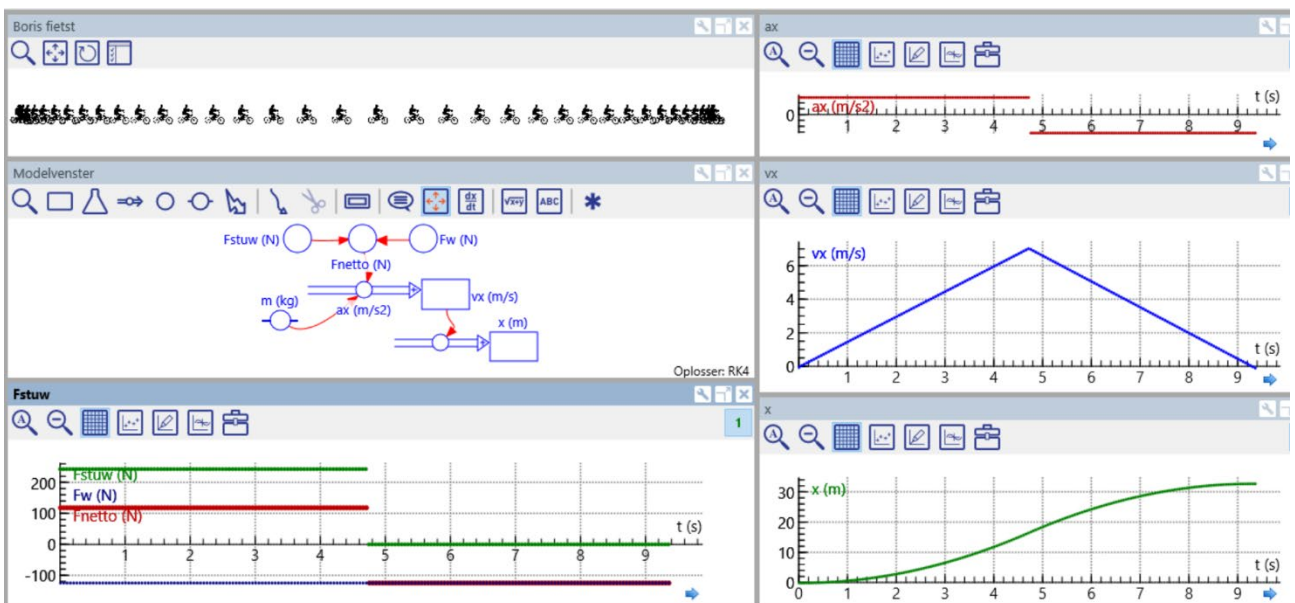 Boris fietst
Modelvenster
dx
dt
√x+y
ABC
Fstuw (N)
Fw (N)
Fnetto (N)
m (kg)
ax (m/s2)
vx (m/s)
x (m)
Oplosser: RK4
Fstuw
A
1
Fstuw (N)
Fw (N)
Fnetto (N)
t (s)
200
100
0
-100
1 2 3 4 5 6 7 8 9
ax
A
ax (m/s2)
t (s)
0
1 2 3 4 5 6 7 8 9
vx
A
vx (m/s)
t (s)
6
4
2
0
1 2 3 4 5 6 7 8 9
x
A
x (m)
t (s)
30
20
10
0
0 1 2 3 4 5 6 7 8 9